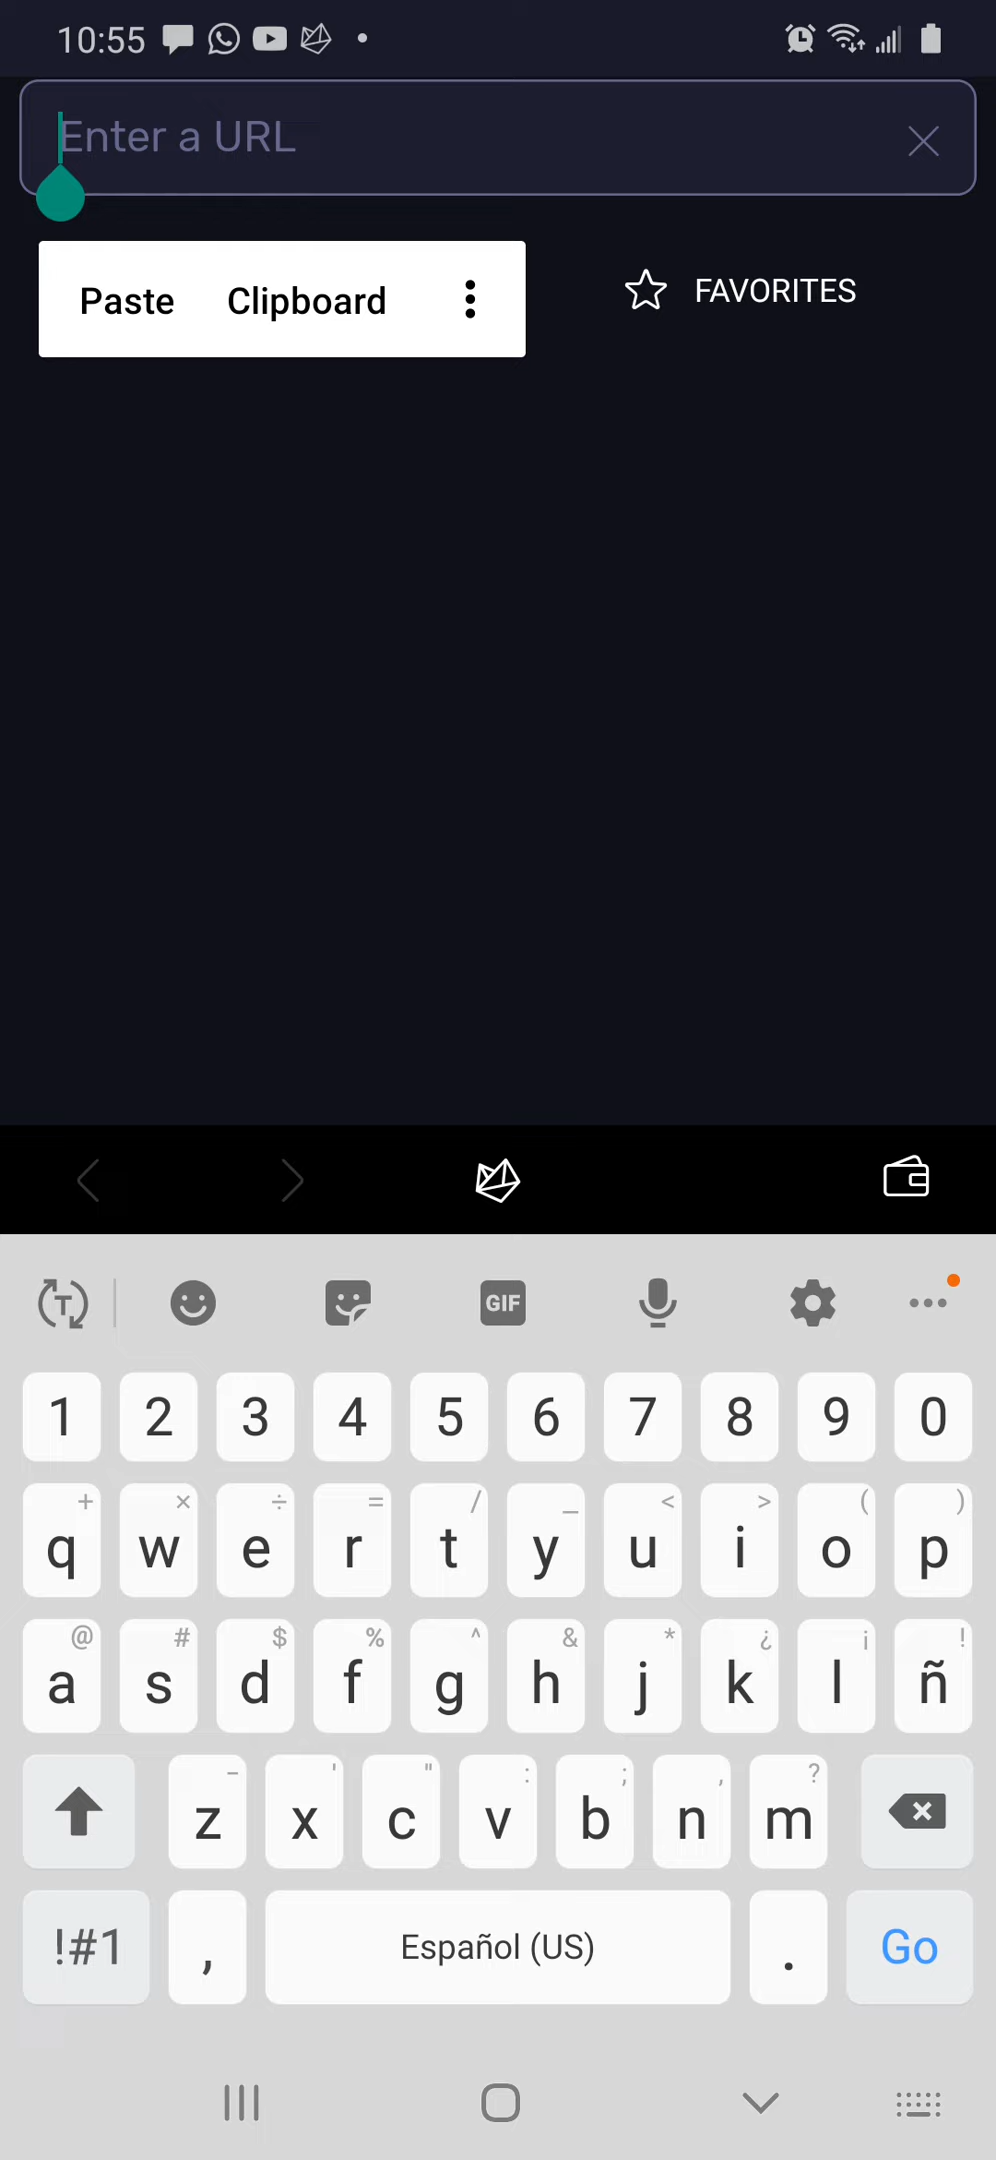 10:55
Enter a URL
Paste Clipboard
FAVORITES
GIF
1 2 3 4 5 6 7 8 9 0
+ × ÷ = / _ < > ( )
q w e r t y u i o p
@ # $ % ^ & * ¿ ¡ !
a s d f g h j k l ñ
- ' " : ; , ?
z x c v b n m
!#1 , Español (US) . Go